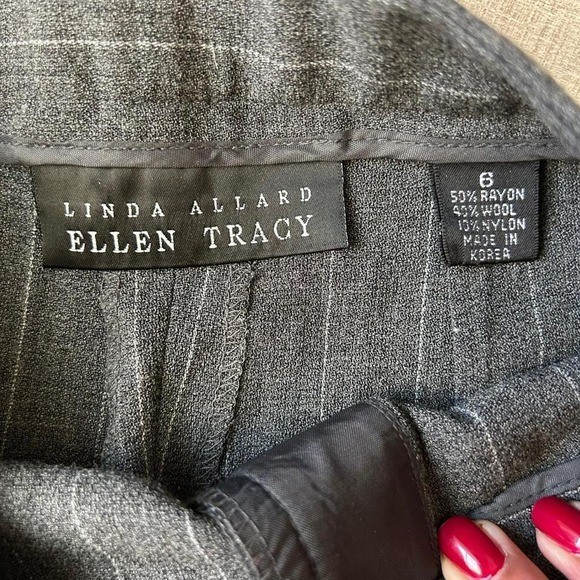 LINDA ALLARD
ELLEN TRACY
6
50% RAYON
40% WOOL
10% NYLON
MADE IN
KOREA